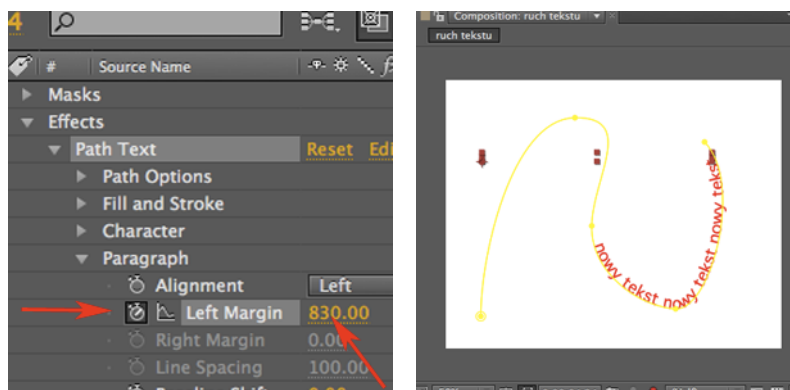 4
# Source Name
Masks
Effects
Path Text Reset Edi
Path Options
Fill and Stroke
Character
Paragraph
Alignment Left
Left Margin 830.00
Right Margin 0.00
Line Spacing 100.00
Composition: ruch tekstu
ruch tekstu
nowy tekst nowy tekst nowy tekst